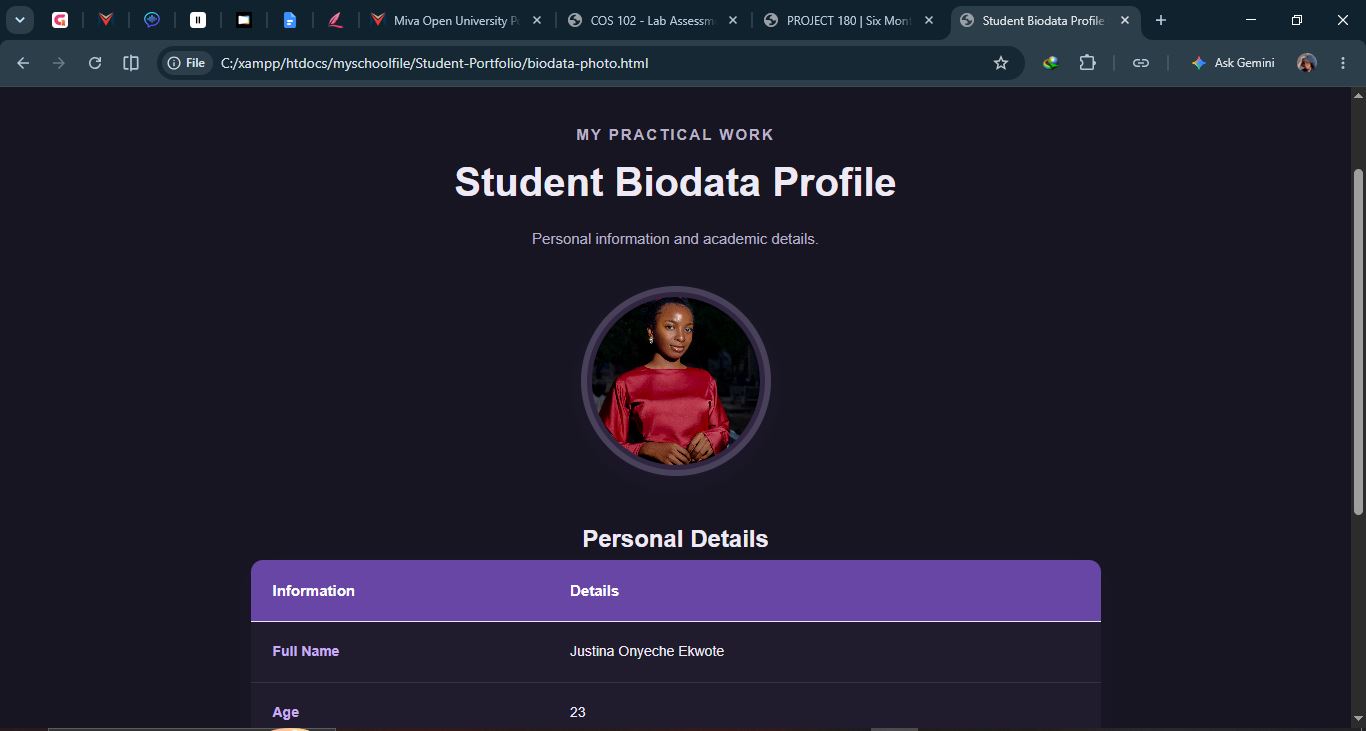 Miva Open University P
COS 102 - Lab Assessm
PROJECT 180 | Six Mont
Student Biodata Profile
File
C:/xampp/htdocs/myschoolfile/Student-Portfolio/biodata-photo.html
Ask Gemini
MY PRACTICAL WORK
Student Biodata Profile
Personal information and academic details.
Personal Details
Information Details
Full Name Justina Onyeche Ekwote
Age 23